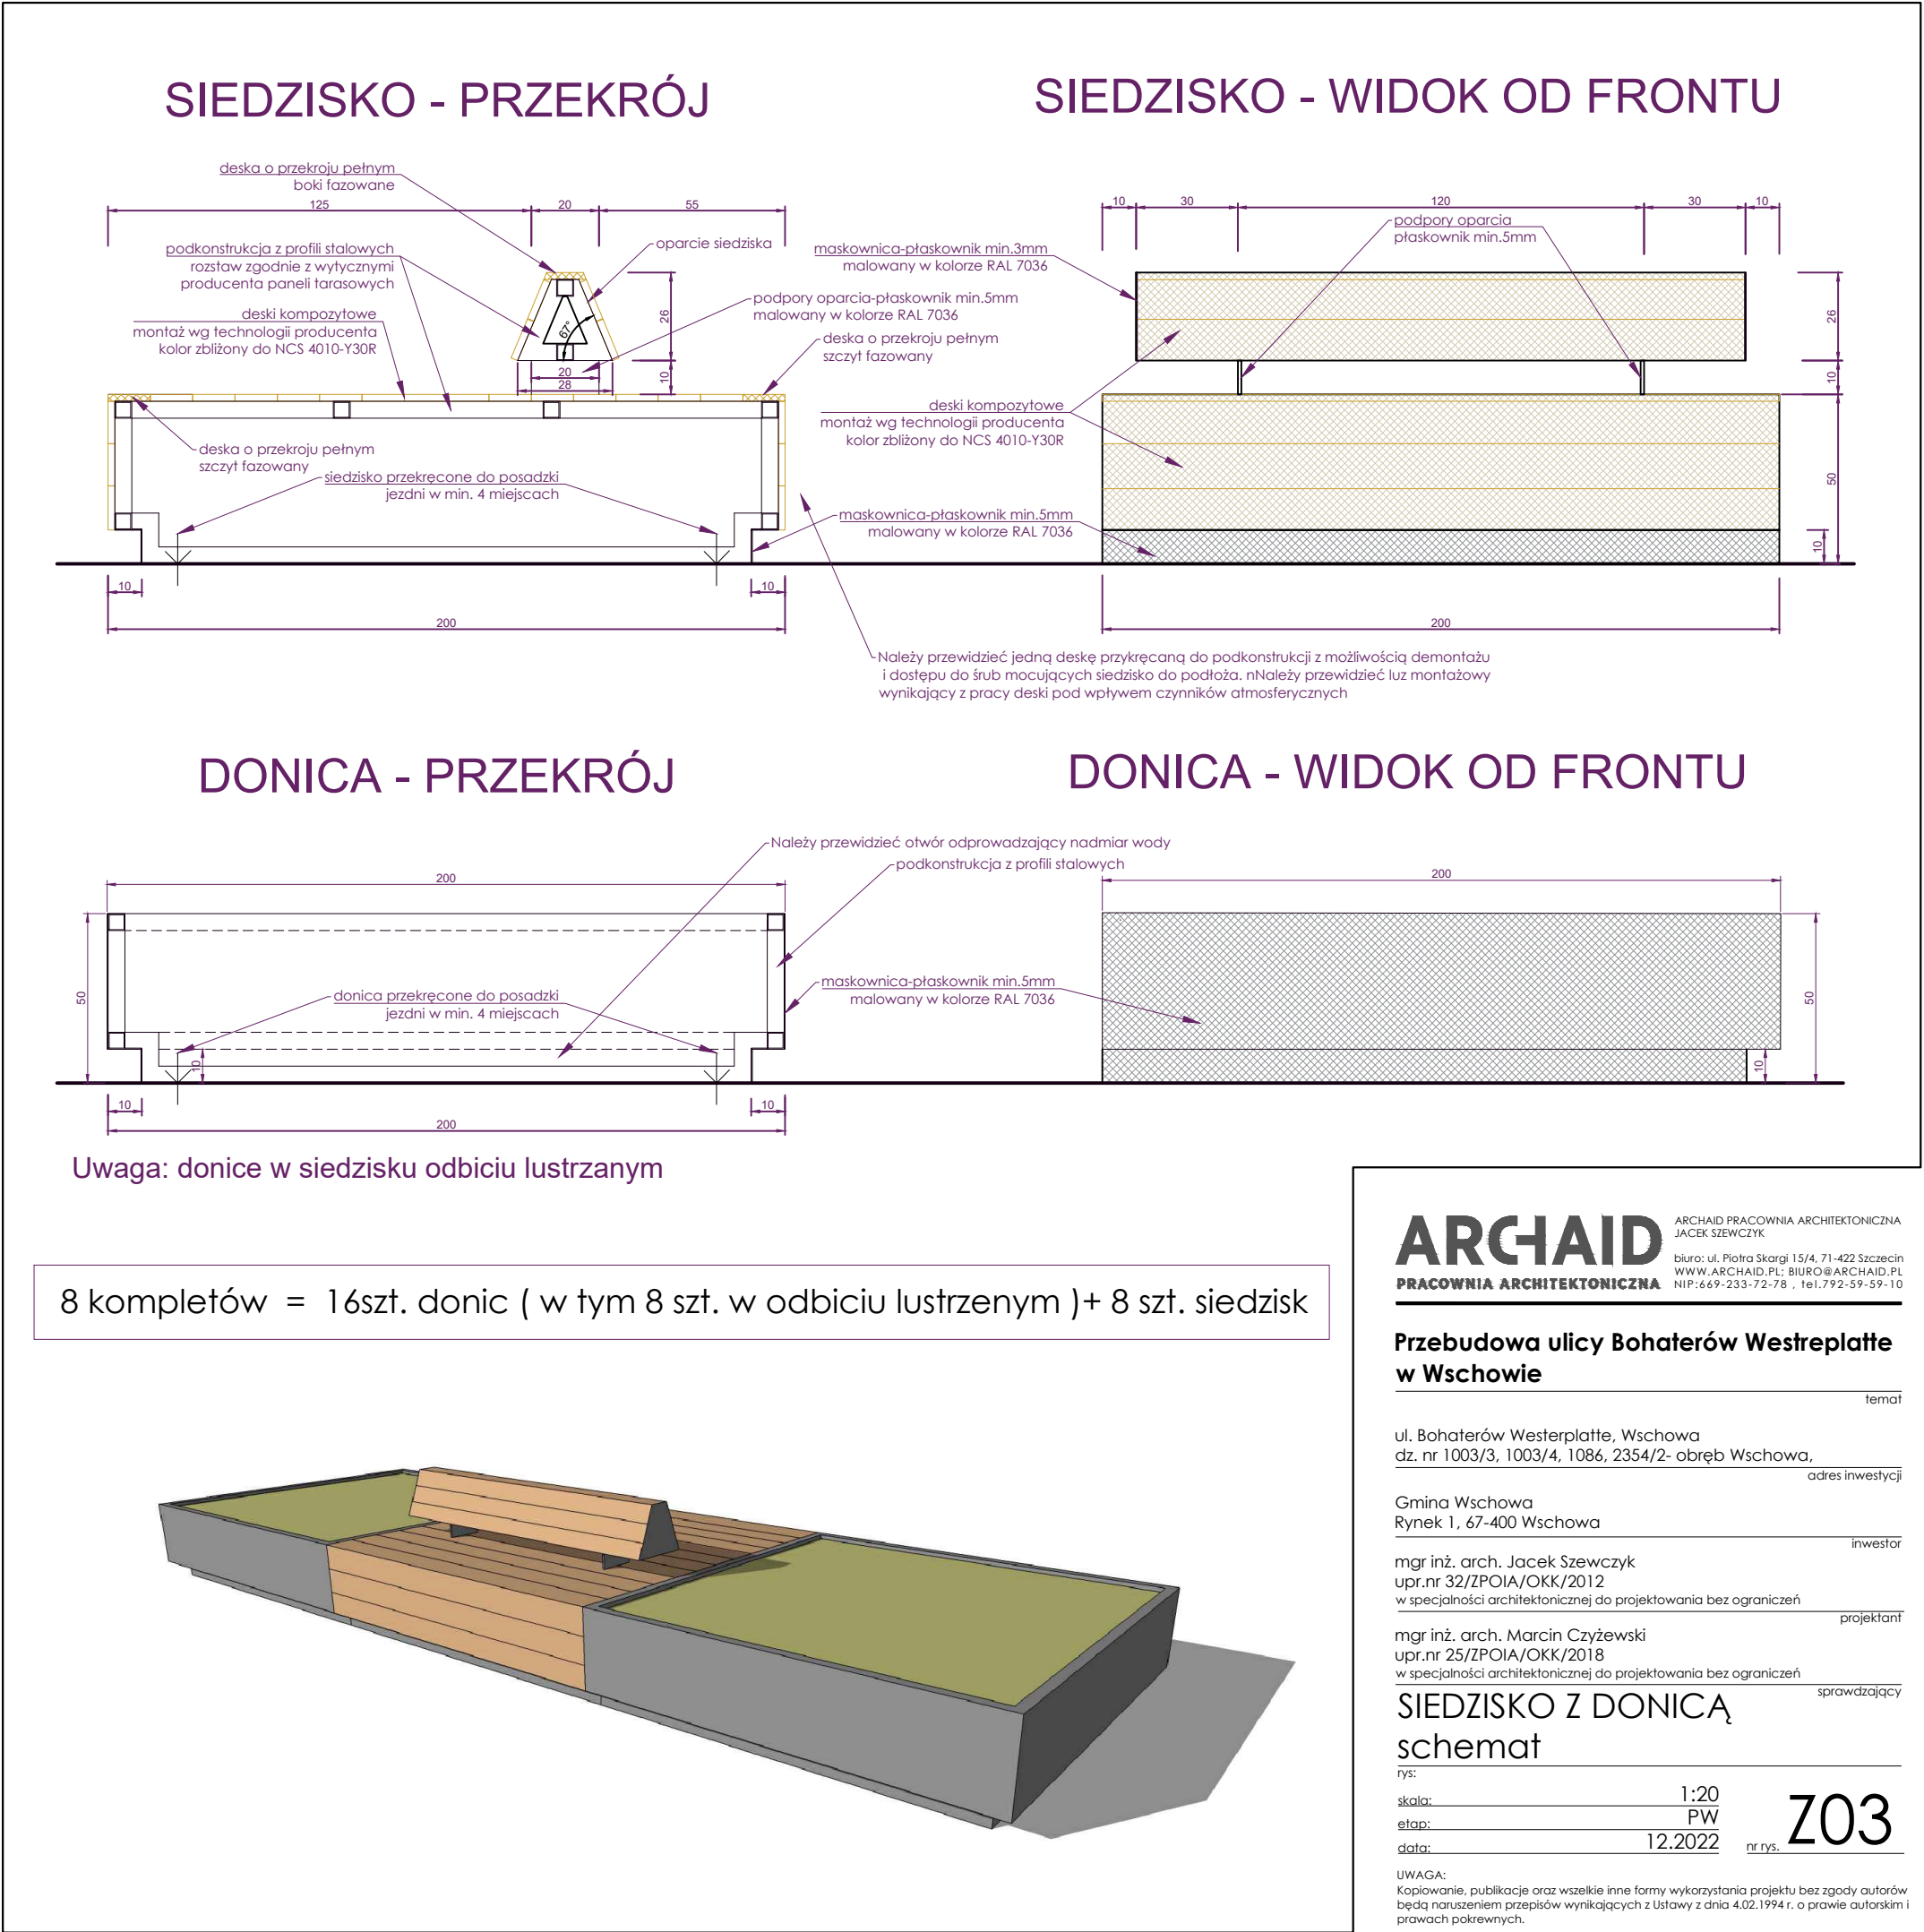 SIEDZISKO - PRZEKRÓJ
deska o przekroju pełnym
boki fazowane
125
20
55
podkonstrukcja z profili stalowych
rozstaw zgodnie z wytycznymi
producenta paneli tarasowych
oparcie siedziska
deski kompozytowe
montaż wg technologii producenta
kolor zbliżony do NCS 4010-Y30R
podpory oparcia-płaskownik min.5mm
malowany w kolorze RAL 7036
67°
26
10
20
28
deska o przekroju pełnym
szczyt fazowany
deska o przekroju pełnym
szczyt fazowany
siedzisko przekręcone do posadzki
jezdni w min. 4 miejscach
maskownica-płaskownik min.5mm
malowany w kolorze RAL 7036
10
10
200
SIEDZISKO - WIDOK OD FRONTU
10
30
120
30
10
podpory oparcia
płaskownik min.5mm
maskownica-płaskownik min.3mm
malowany w kolorze RAL 7036
26
10
deski kompozytowe
montaż wg technologii producenta
kolor zbliżony do NCS 4010-Y30R
50
10
200
Należy przewidzieć jedną deskę przykręcaną do podkonstrukcji z możliwością demontażu
i dostępu do śrub mocujących siedzisko do podłoża. nNależy przewidzieć luz montażowy
wynikający z pracy deski pod wpływem czynników atmosferycznych
DONICA - PRZEKRÓJ
Należy przewidzieć otwór odprowadzający nadmiar wody
podkonstrukcja z profili stalowych
200
50
donica przekręcone do posadzki
jezdni w min. 4 miejscach
maskownica-płaskownik min.5mm
malowany w kolorze RAL 7036
10
10
10
200
DONICA - WIDOK OD FRONTU
200
50
10
Uwaga: donice w siedzisku odbiciu lustrzanym
8 kompletów = 16szt. donic ( w tym 8 szt. w odbiciu lustrzenym )+ 8 szt. siedzisk
ARCHAID
PRACOWNIA ARCHITEKTONICZNA
ARCHAID PRACOWNIA ARCHITEKTONICZNA
JACEK SZEWCZYK
biuro: ul. Piotra Skargi 15/4, 71-422 Szczecin
WWW.ARCHAID.PL; BIURO@ARCHAID.PL
NIP:669-233-72-78 , tel.792-59-59-10
Przebudowa ulicy Bohaterów Westreplatte
w Wschowie
temat
ul. Bohaterów Westerplatte, Wschowa
dz. nr 1003/3, 1003/4, 1086, 2354/2- obręb Wschowa,
adres inwestycji
Gmina Wschowa
Rynek 1, 67-400 Wschowa
inwestor
mgr inż. arch. Jacek Szewczyk
upr.nr 32/ZPOIA/OKK/2012
w specjalności architektonicznej do projektowania bez ograniczeń
projektant
mgr inż. arch. Marcin Czyżewski
upr.nr 25/ZPOIA/OKK/2018
w specjalności architektonicznej do projektowania bez ograniczeń
sprawdzający
SIEDZISKO Z DONICĄ
schemat
rys:
skala: 1:20
etap: PW
data: 12.2022
nr rys. Z03
UWAGA:
Kopiowanie, publikacje oraz wszelkie inne formy wykorzystania projektu bez zgody autorów
będą naruszeniem przepisów wynikających z Ustawy z dnia 4.02.1994 r. o prawie autorskim i
prawach pokrewnych.